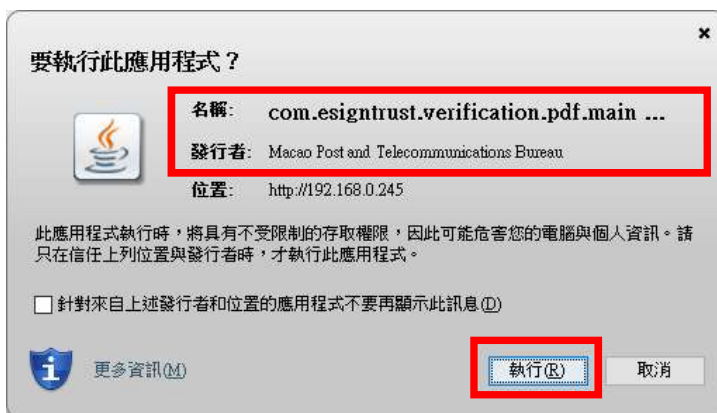 要執行此應用程式？
名稱: com.esigntrust.verification.pdf.main ...
發行者: Macao Post and Telecommunications Bureau
位置: http://192.168.0.245
此應用程式執行時，將具有不受限制的存取權限，因此可能危害您的電腦與個人資訊。請
只在信任上列位置與發行者時，才執行此應用程式。
針對來自上述發行者和位置的應用程式不要再顯示此訊息(D)
更多資訊(M)
執行(R) 取消